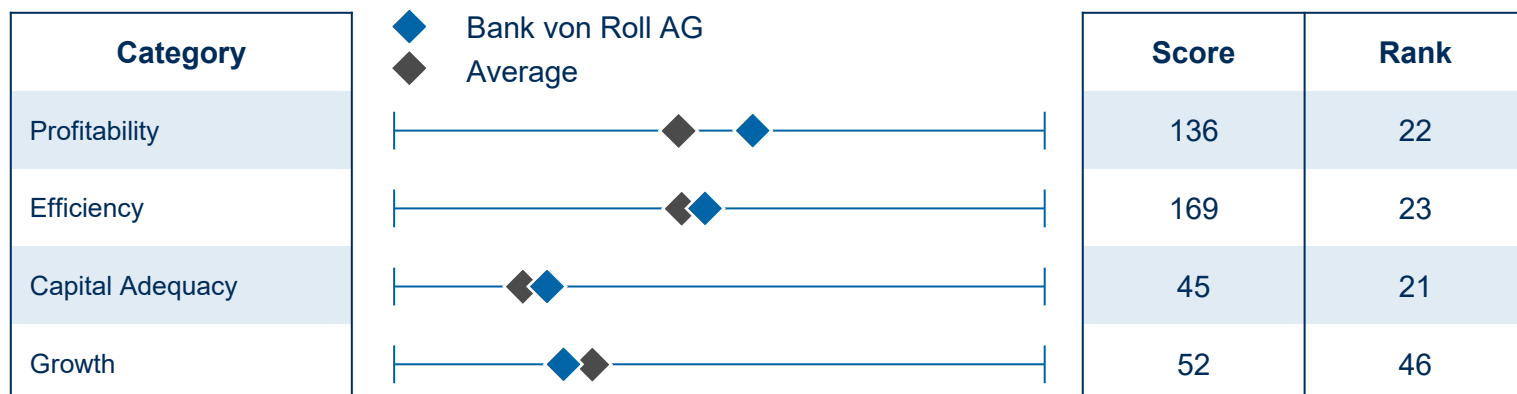 Category
Bank von Roll AG
Average
Score Rank
Profitability 136 22
Efficiency 169 23
Capital Adequacy 45 21
Growth 52 46